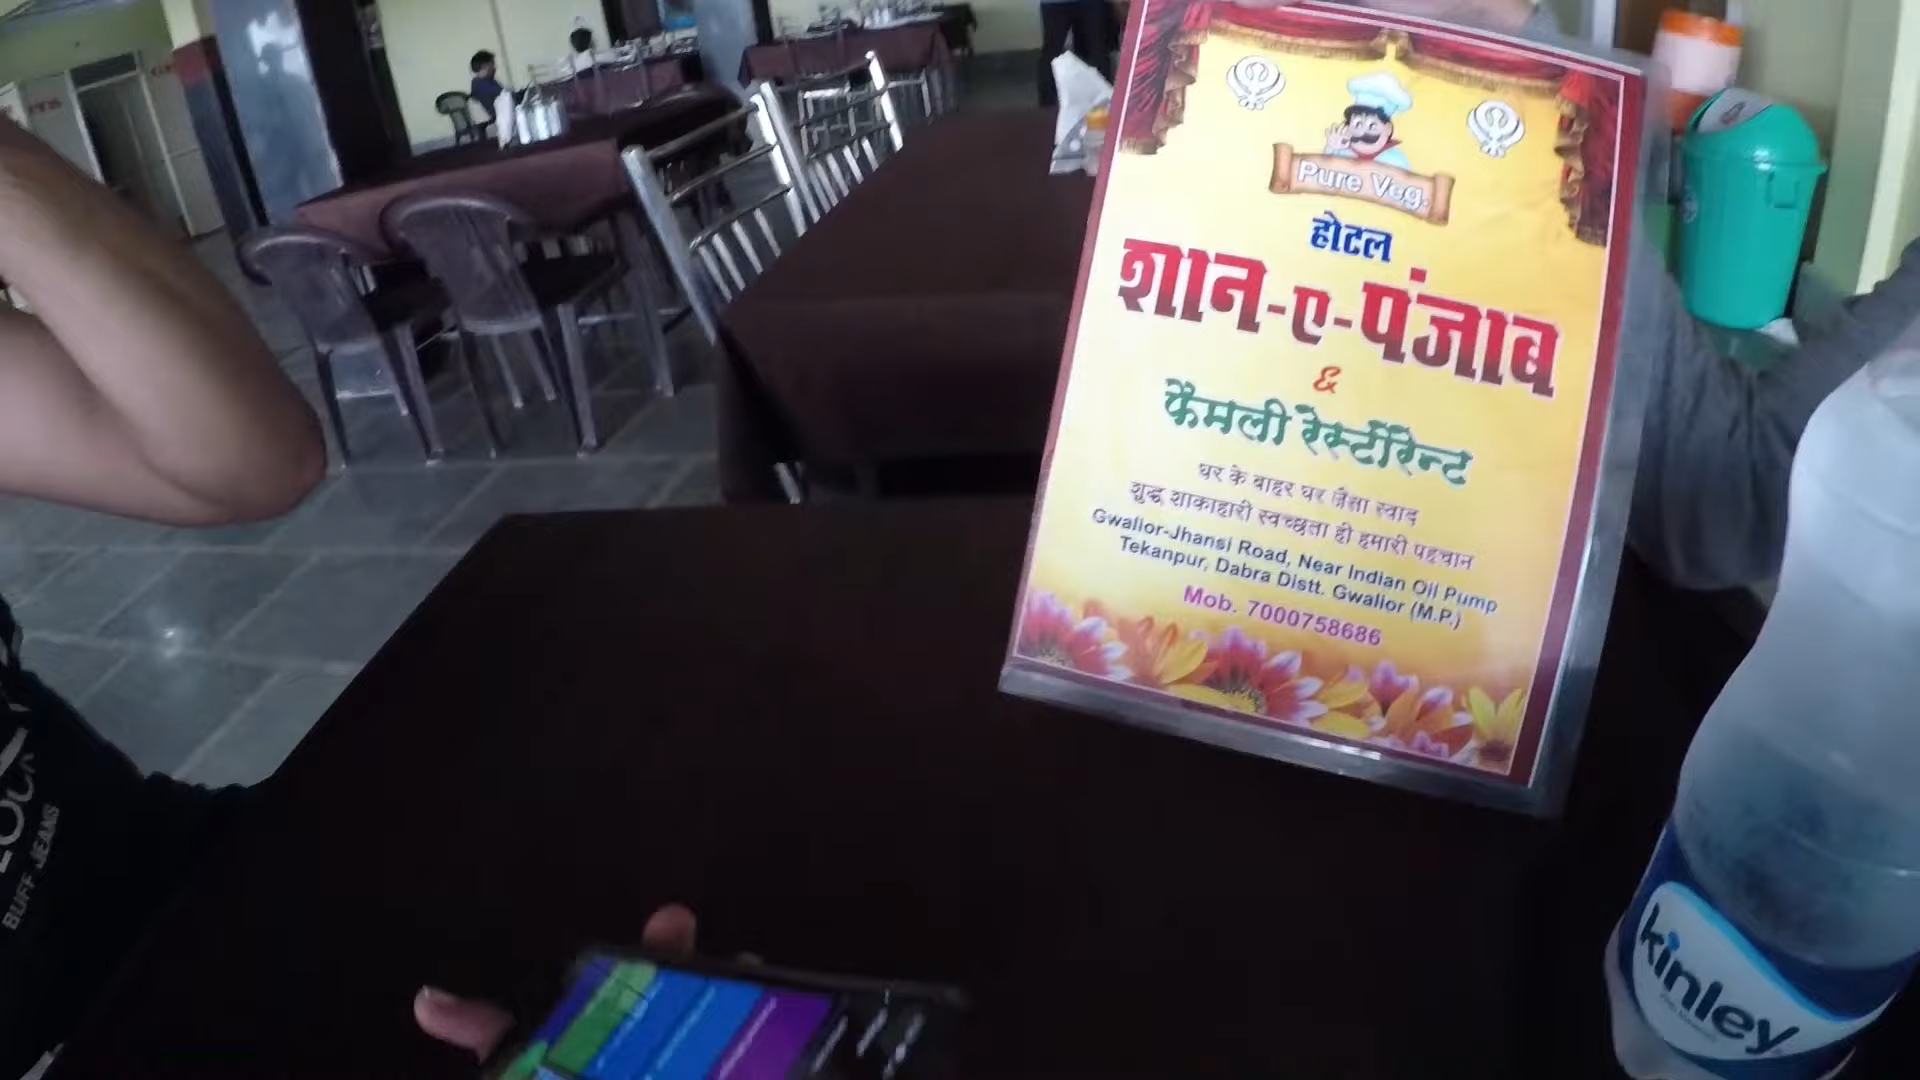 Pure Veg.
होटल
शान-ए-पंजाब
&
फैमली रेस्टोरेन्ट
घर के बाहर घर जैसा स्वाद
शुद्ध शाकाहारी स्वच्छता ही हमारी पहचान
Gwalior-Jhansi Road, Near Indian Oil Pump
Tekanpur, Dabra Distt. Gwalior (M.P.)
Mob. 7000758686
kinley
BUFF JEANS